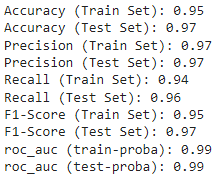 Accuracy (Train Set): 0.95
Accuracy (Test Set): 0.97
Precision (Train Set): 0.97
Precision (Test Set): 0.97
Recall (Train Set): 0.94
Recall (Test Set): 0.96
F1-Score (Train Set): 0.95
F1-Score (Test Set): 0.97
roc_auc (train-proba): 0.99
roc_auc (test-proba): 0.99